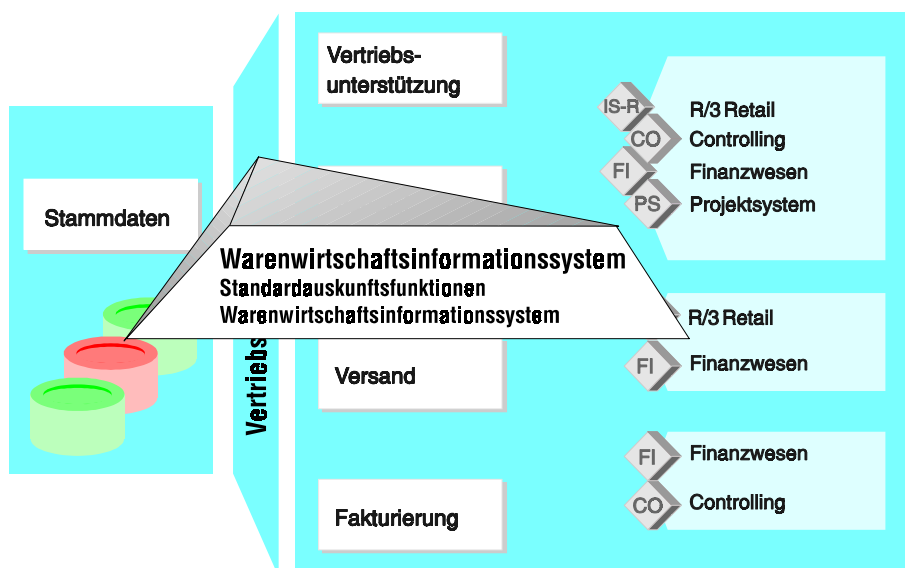 Vertriebs-
unterstützung
IS-R
R/3 Retail
CO
Controlling
FI
Finanzwesen
PS
Projektsystem
Stammdaten
Warenwirtschaftsinformationssystem
Standardauskunftsfunktionen
Warenwirtschaftsinformationssystem
Vertriebs
R/3 Retail
Versand
FI
Finanzwesen
FI
Finanzwesen
CO
Controlling
Fakturierung